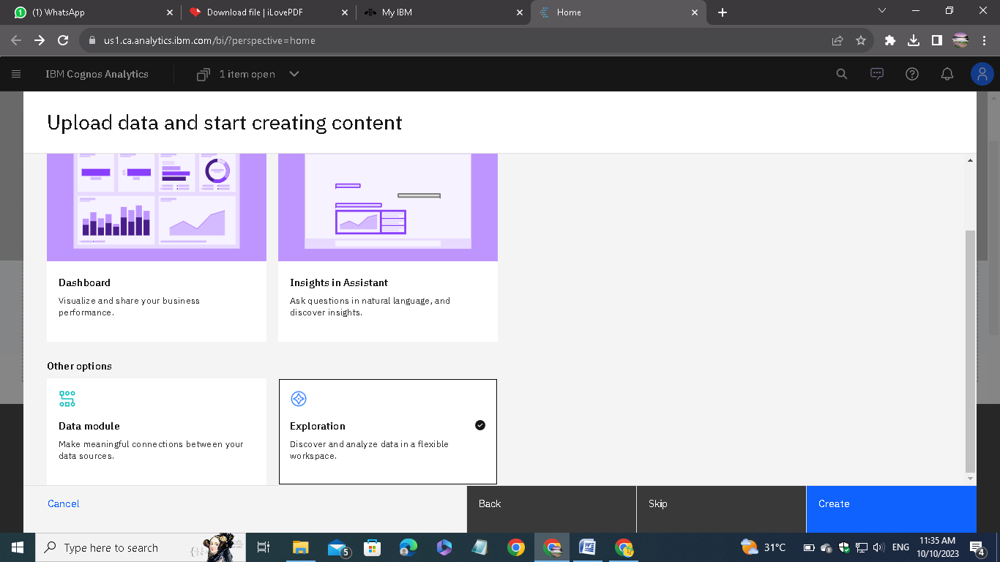 (1) WhatsApp
Download file | iLovePDF
My IBM
Home
us1.ca.analytics.ibm.com/bi/?perspective=home
IBM Cognos Analytics
1 item open
Upload data and start creating content
Dashboard
Visualize and share your business
performance.
Insights in Assistant
Ask questions in natural language, and
discover insights.
Other options
Data module
Make meaningful connections between your
data sources.
Exploration
Discover and analyze data in a flexible
workspace.
Cancel
Back
Skip
Create
Type here to search
5
31°C
ENG
11:35 AM
10/10/2023
4